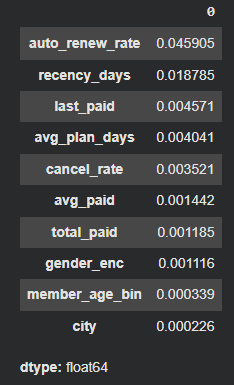 0
auto_renew_rate 0.045905
recency_days 0.018785
last_paid 0.004571
avg_plan_days 0.004041
cancel_rate 0.003521
avg_paid 0.001442
total_paid 0.001185
gender_enc 0.001116
member_age_bin 0.000339
city 0.000226
dtype: float64